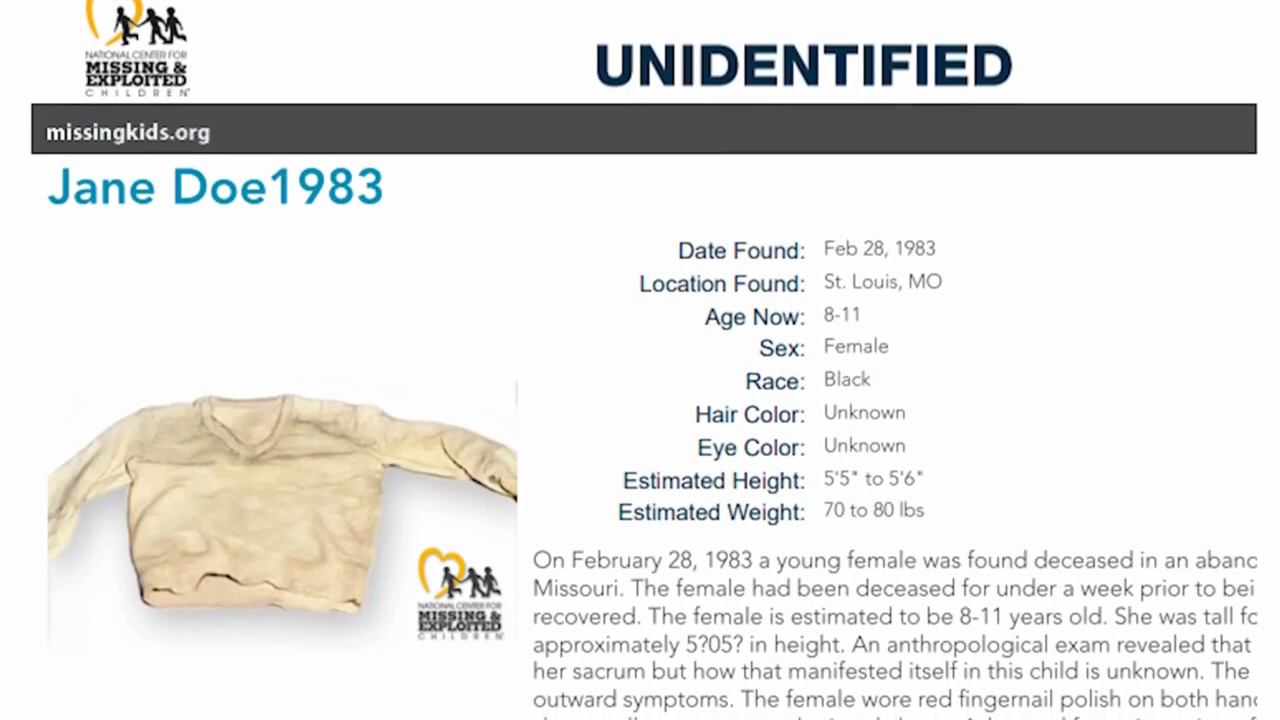 NATIONAL CENTER FOR
MISSING &
EXPLOITED
CHILDREN
UNIDENTIFIED
missingkids.org
Jane Doe1983
Date Found: Feb 28, 1983
Location Found: St. Louis, MO
Age Now: 8-11
Sex: Female
Race: Black
Hair Color: Unknown
Eye Color: Unknown
Estimated Height: 5'5" to 5'6"
Estimated Weight: 70 to 80 lbs
NATIONAL CENTER FOR
MISSING &
EXPLOITED
CHILDREN
On February 28, 1983 a young female was found deceased in an
Missouri. The female had been deceased for under a week prior to
recovered. The female is estimated to be 8-11 years old. She was tall
approximately 5?05? in height. An anthropological exam revealed that
her sacrum but how that manifested itself in this child is unknown. The
outward symptoms. The female wore red fingernail polish on both